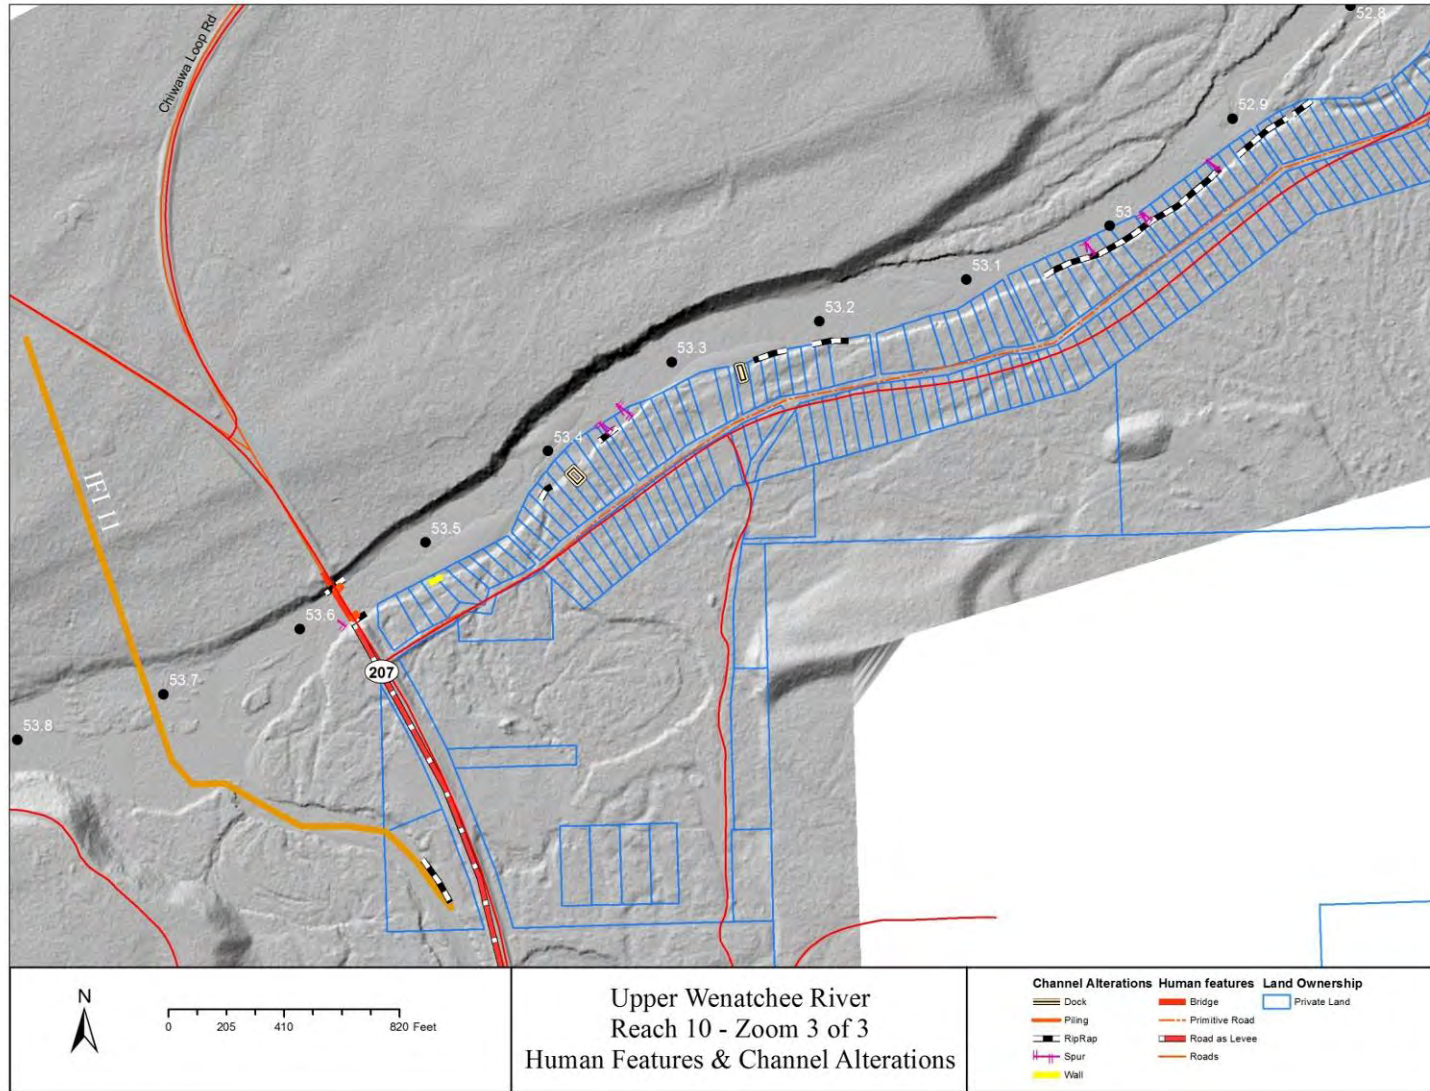 Chiwawa Loop Rd
52.8
52.9
53
53.1
53.2
53.3
53.4
53.5
53.6
53.7
53.8
IFI 11
207
N
0 205 410 820 Feet
Upper Wenatchee River
Reach 10 - Zoom 3 of 3
Human Features & Channel Alterations
Channel Alterations
Dock
Piling
RipRap
Spur
Wall
Human features
Bridge
Primitive Road
Road as Levee
Roads
Land Ownership
Private Land